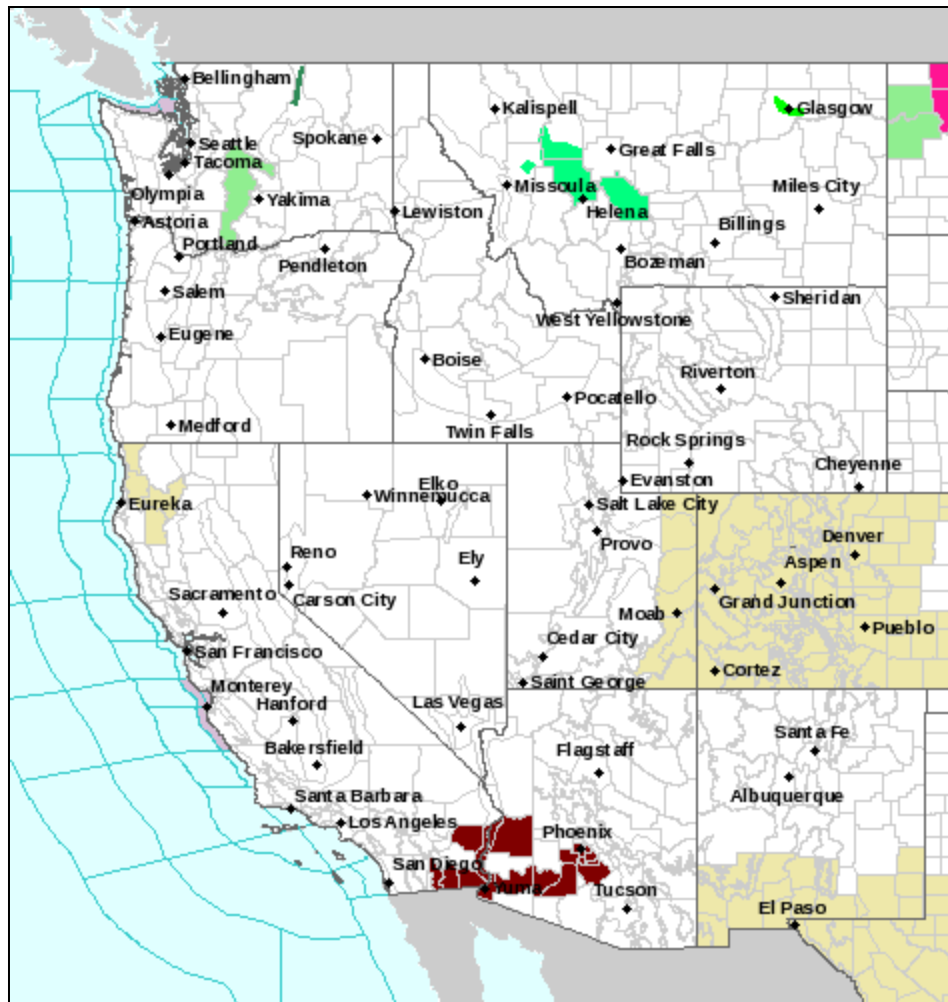 Bellingham
Kalispell
Glasgow
Seattle
Spokane
Great Falls
Tacoma
Olympia
Yakima
Missoula
Miles City
Lewiston
Helena
Astoria
Portland
Billings
Pendleton
Bozeman
Salem
Sheridan
West Yellowstone
Eugene
Boise
Riverton
Pocatello
Medford
Twin Falls
Rock Springs
Cheyenne
Elko
Evanston
Eureka
Winnemucca
Salt Lake City
Denver
Provo
Reno
Ely
Aspen
Sacramento
Carson City
Grand Junction
Moab
Pueblo
Cedar City
San Francisco
Cortez
Saint George
Monterey
Hanford
Las Vegas
Santa Fe
Bakersfield
Flagstaff
Albuquerque
Santa Barbara
Los Angeles
Phoenix
San Diego
Yuma
Tucson
El Paso